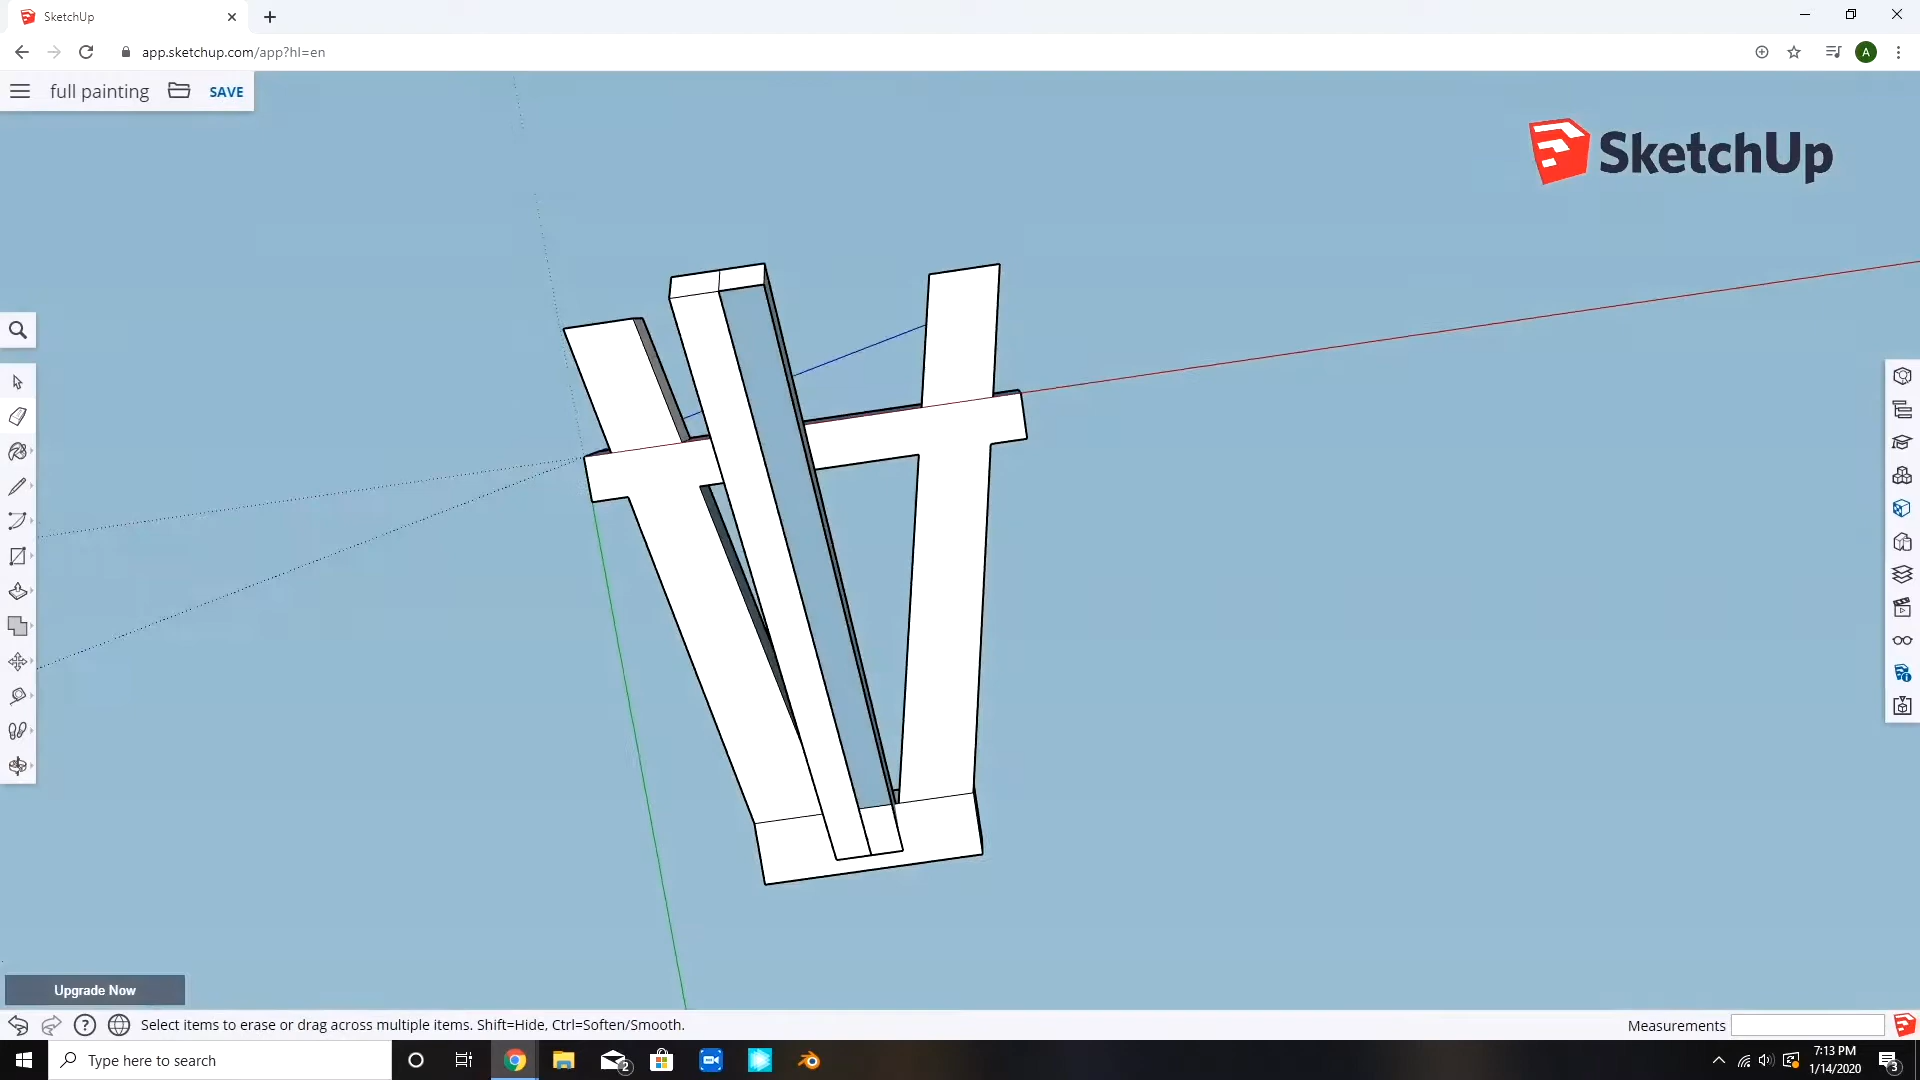 SketchUp
app.sketchup.com/app?hl=en
A
full painting
SAVE
SketchUp
Upgrade Now
Select items to erase or drag across multiple items. Shift=Hide, Ctrl=Soften/Smooth.
Measurements
Type here to search
2
7:13 PM
1/14/2020
3